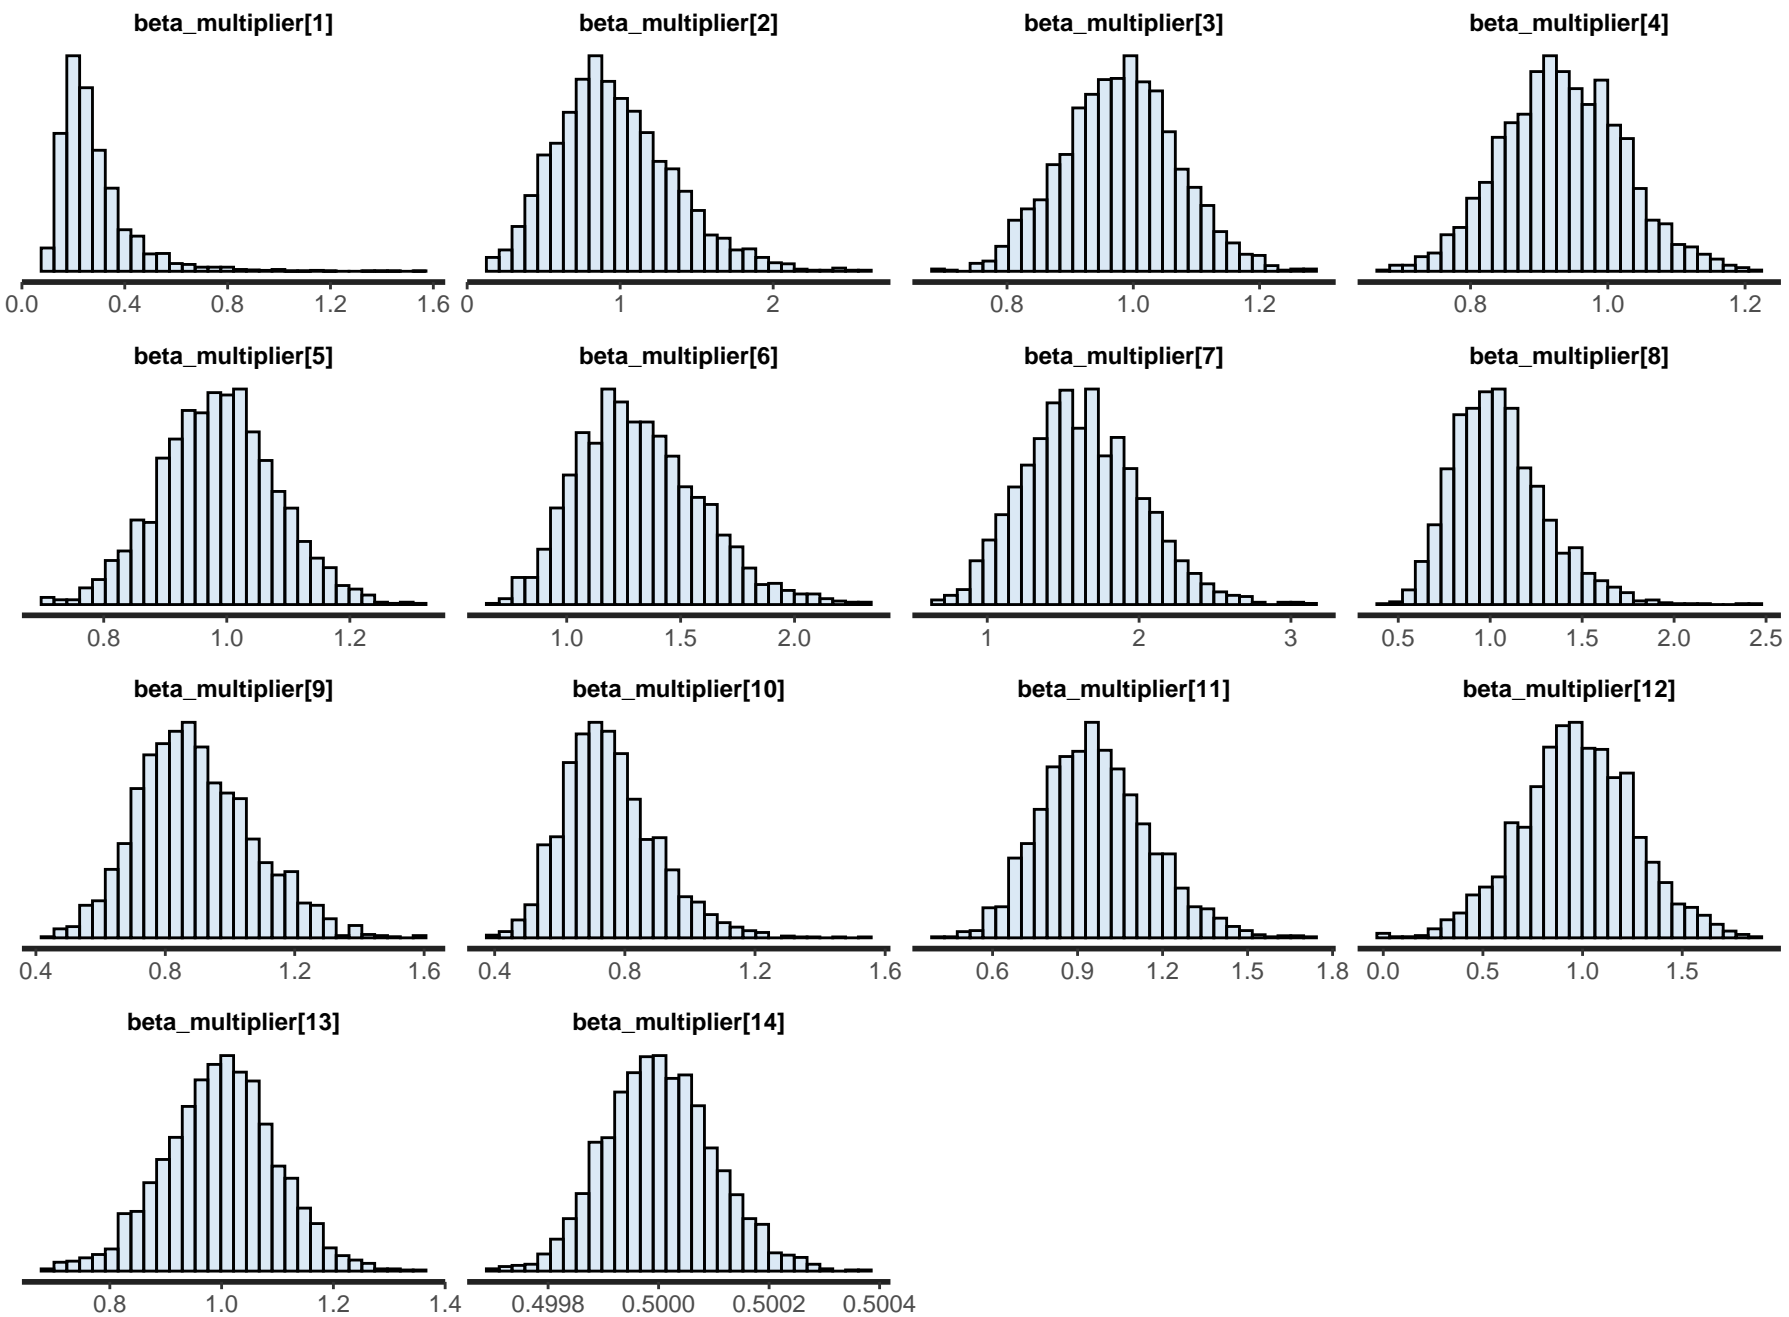 beta_multiplier[1] beta_multiplier[2] beta_multiplier[3] beta_multiplier[4]
0.0 0.4 0.8 1.2 1.6 0 1 2 0.8 1.0 1.2 0.8 1.0 1.2
beta_multiplier[5] beta_multiplier[6] beta_multiplier[7] beta_multiplier[8]
0.8 1.0 1.2 1.0 1.5 2.0 1 2 3 0.5 1.0 1.5 2.0 2.5
beta_multiplier[9] beta_multiplier[10] beta_multiplier[11] beta_multiplier[12]
0.4 0.8 1.2 1.6 0.4 0.8 1.2 1.6 0.6 0.9 1.2 1.5 1.8 0.0 0.5 1.0 1.5
beta_multiplier[13] beta_multiplier[14]
0.8 1.0 1.2 1.4 0.4998 0.5000 0.5002 0.5004